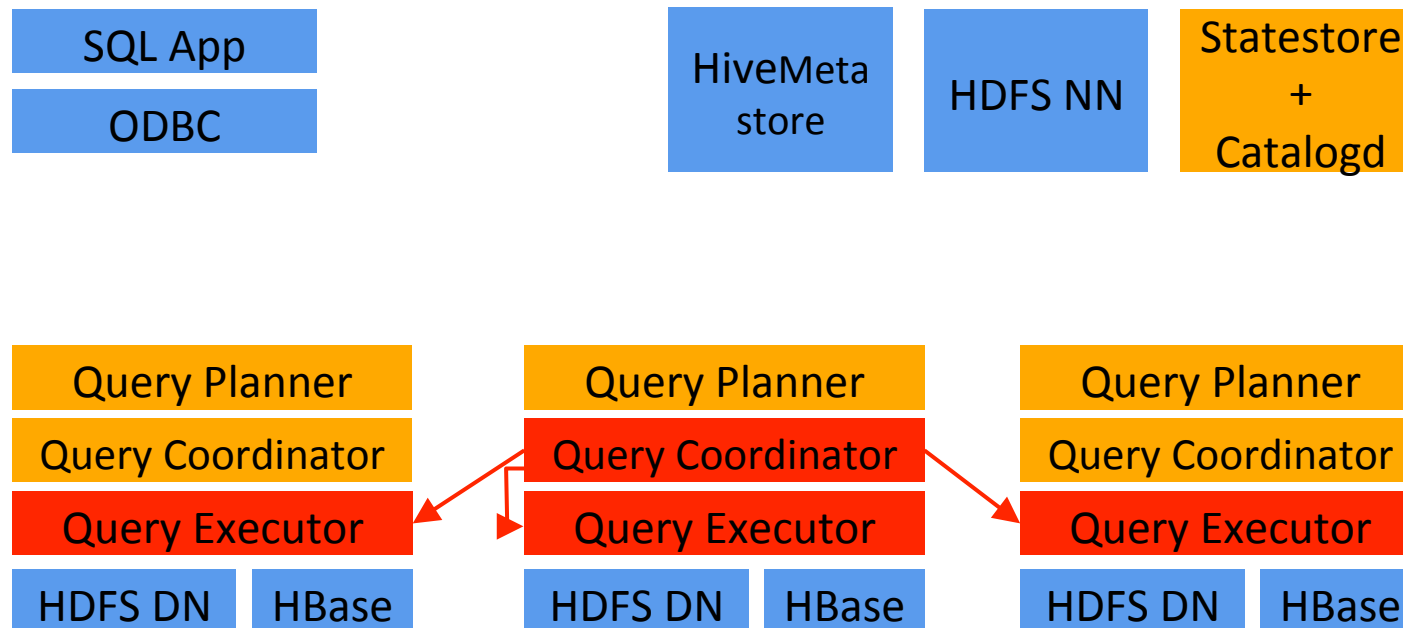 SQL App
ODBC
HiveMeta
store
HDFS NN
Statestore
+
Catalogd
Query Planner
Query Coordinator
Query Executor
HDFS DN
HBase
Query Planner
Query Coordinator
Query Executor
HDFS DN
HBase
Query Planner
Query Coordinator
Query Executor
HDFS DN
HBase